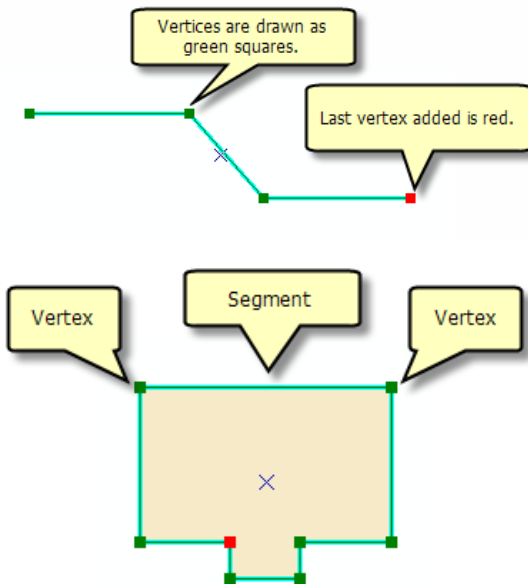 Vertices are drawn as
green squares.
Last vertex added is red.
Vertex
Segment
Vertex